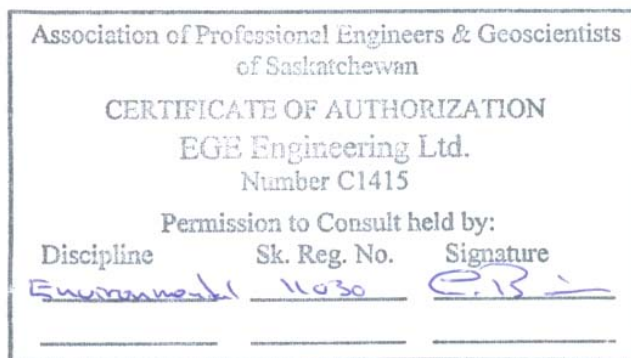 Association of Professional Engineers & Geoscientists
of Saskatchewan
CERTIFICATE OF AUTHORIZATION
EGE Engineering Ltd.
Number C1415
Permission to Consult held by:
Discipline Sk. Reg. No. Signature
Environmental 11030